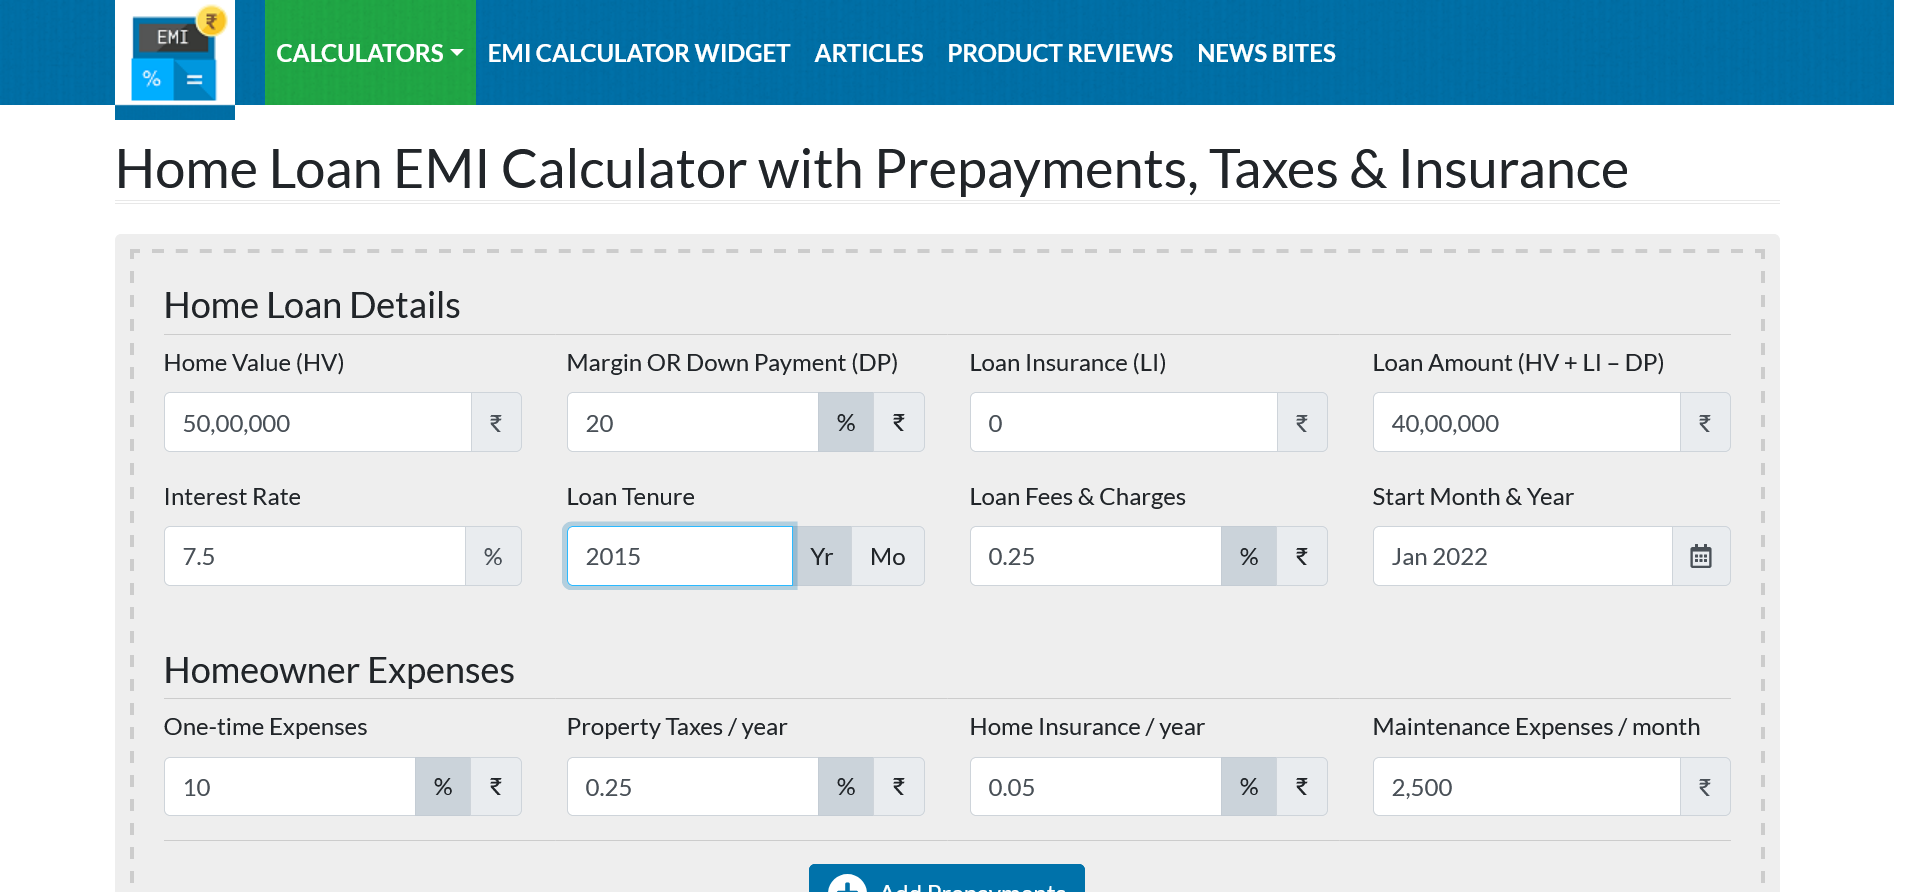 EMI
₹
%
=
CALCULATORS EMI CALCULATOR WIDGET ARTICLES PRODUCT REVIEWS NEWS BITES
Home Loan EMI Calculator with Prepayments, Taxes & Insurance
Home Loan Details
Home Value (HV) Margin OR Down Payment (DP) Loan Insurance (LI) Loan Amount (HV + LI – DP)
50,00,000 ₹ 20 % ₹ 0 ₹ 40,00,000 ₹
Interest Rate Loan Tenure Loan Fees & Charges Start Month & Year
7.5 % 2015 Yr Mo 0.25 % ₹ Jan 2022
Homeowner Expenses
One-time Expenses Property Taxes / year Home Insurance / year Maintenance Expenses / month
10 % ₹ 0.25 % ₹ 0.05 % ₹ 2,500 ₹
Add Prepayments